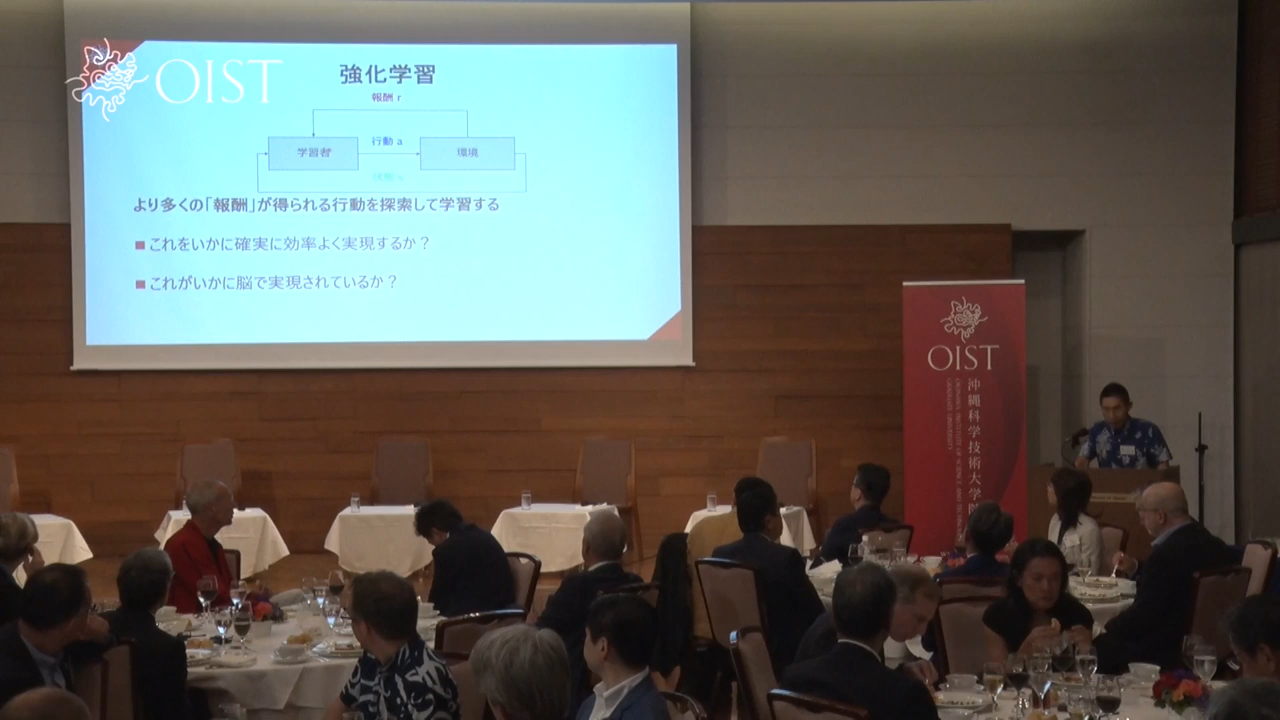 OIST
強化学習
報酬 r
行動 a
学習者
環境
より多くの「報酬」が得られる行動を探索して学習する
これをいかに確実に効率よく実現するか？
これがいかに脳で実現されているか？
OIST
沖縄科学技術大学院